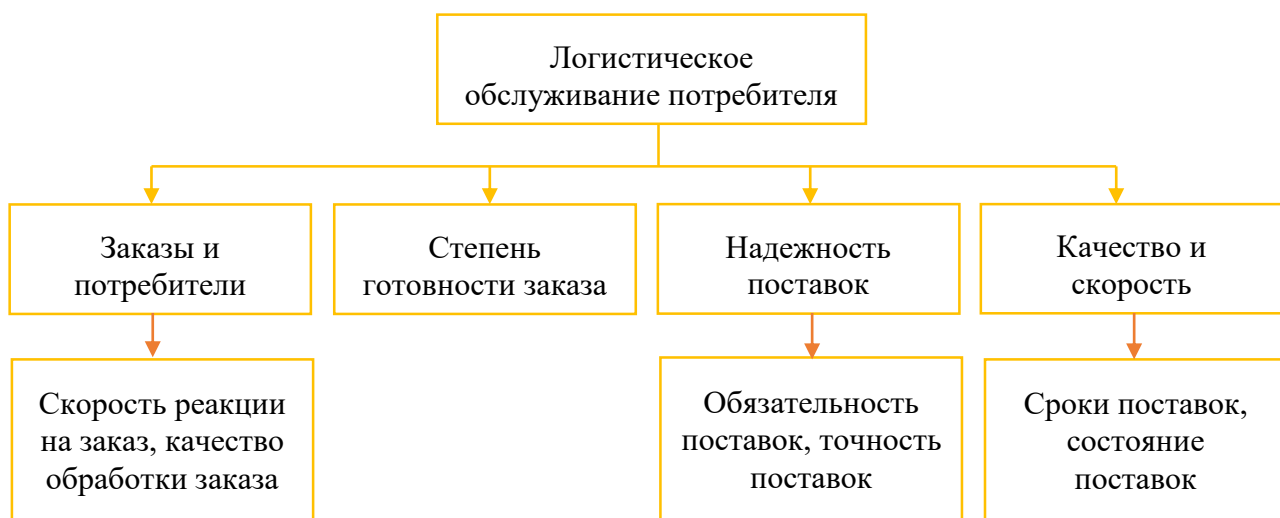 Логистическое
обслуживание потребителя
Заказы и
потребители
Степень
готовности заказа
Надежность
поставок
Качество и
скорость
Скорость реакции
на заказ, качество
обработки заказа
Обязательность
поставок, точность
поставок
Сроки поставок,
состояние
поставок